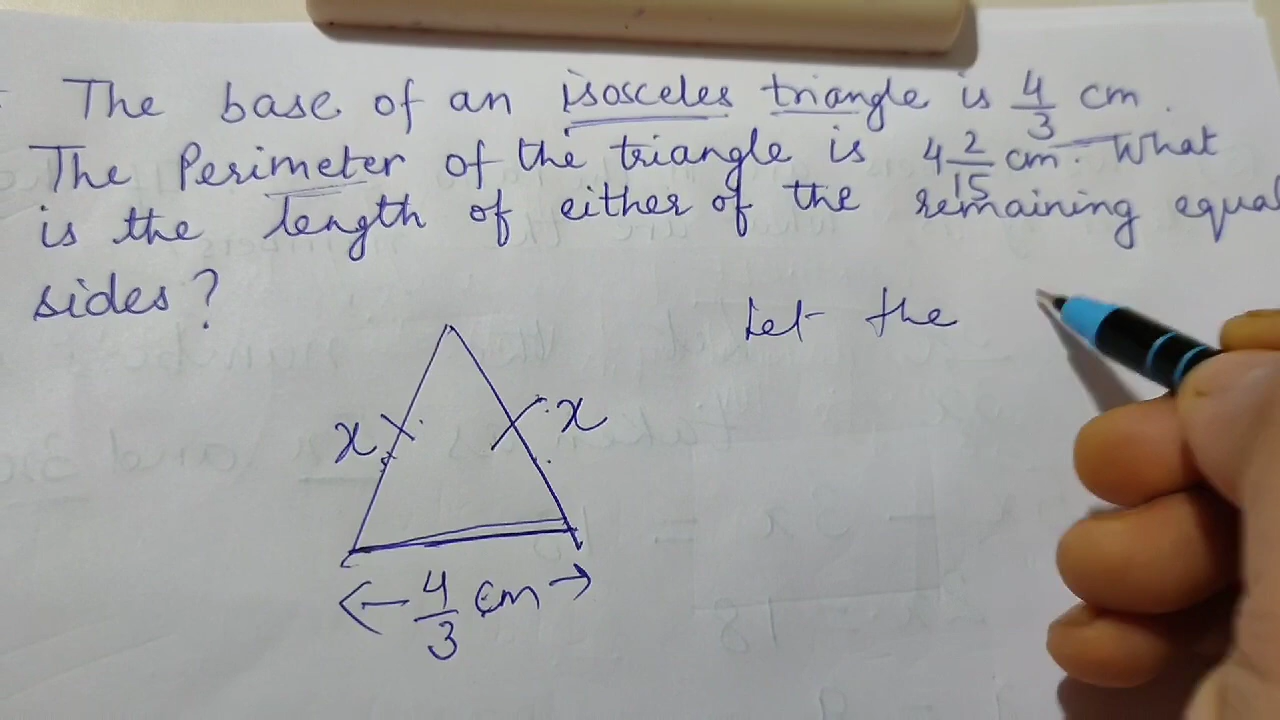 The base of an isosceles triangle is 4/3 cm.
The Perimeter of the triangle is 4 2/15 cm. What
is the length of either of the remaining equal
sides?
Let the
x x
4/3 cm